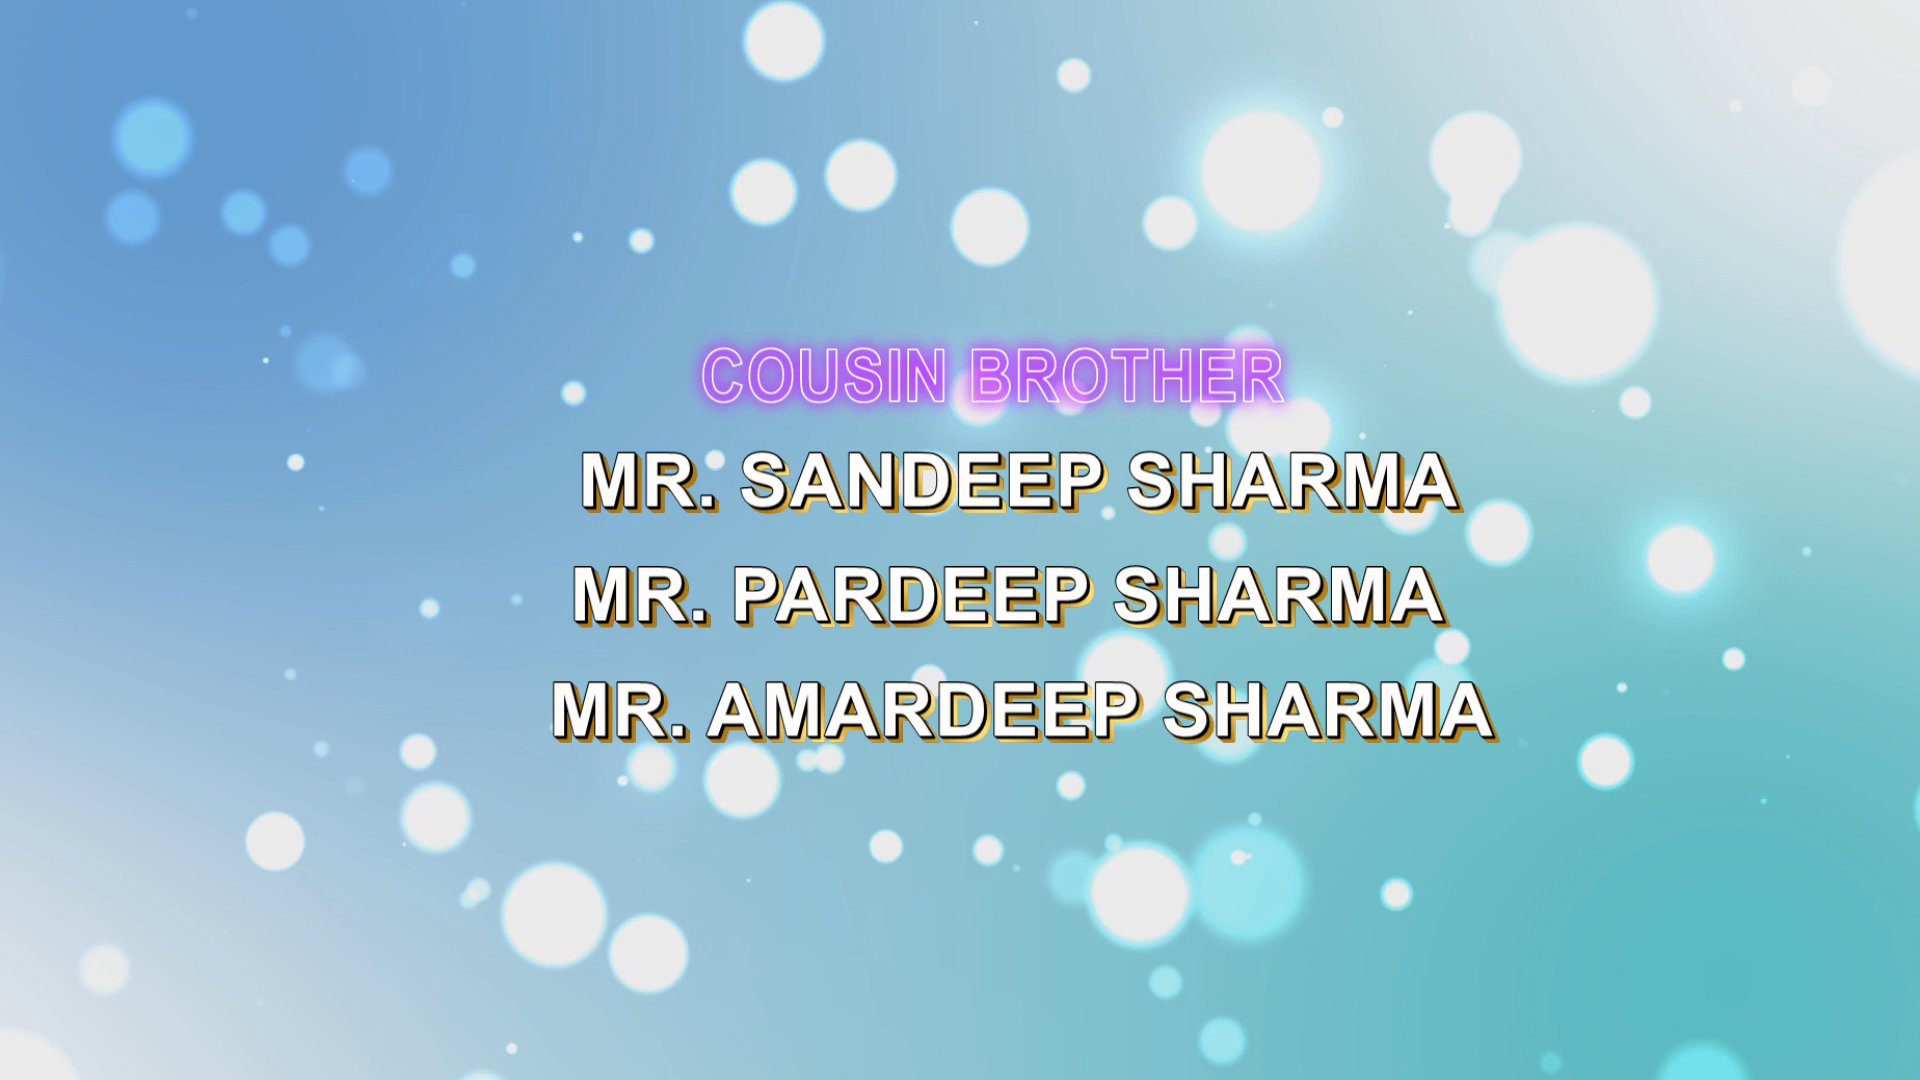 COUSIN BROTHER
MR. SANDEEP SHARMA
MR. PARDEEP SHARMA
MR. AMARDEEP SHARMA